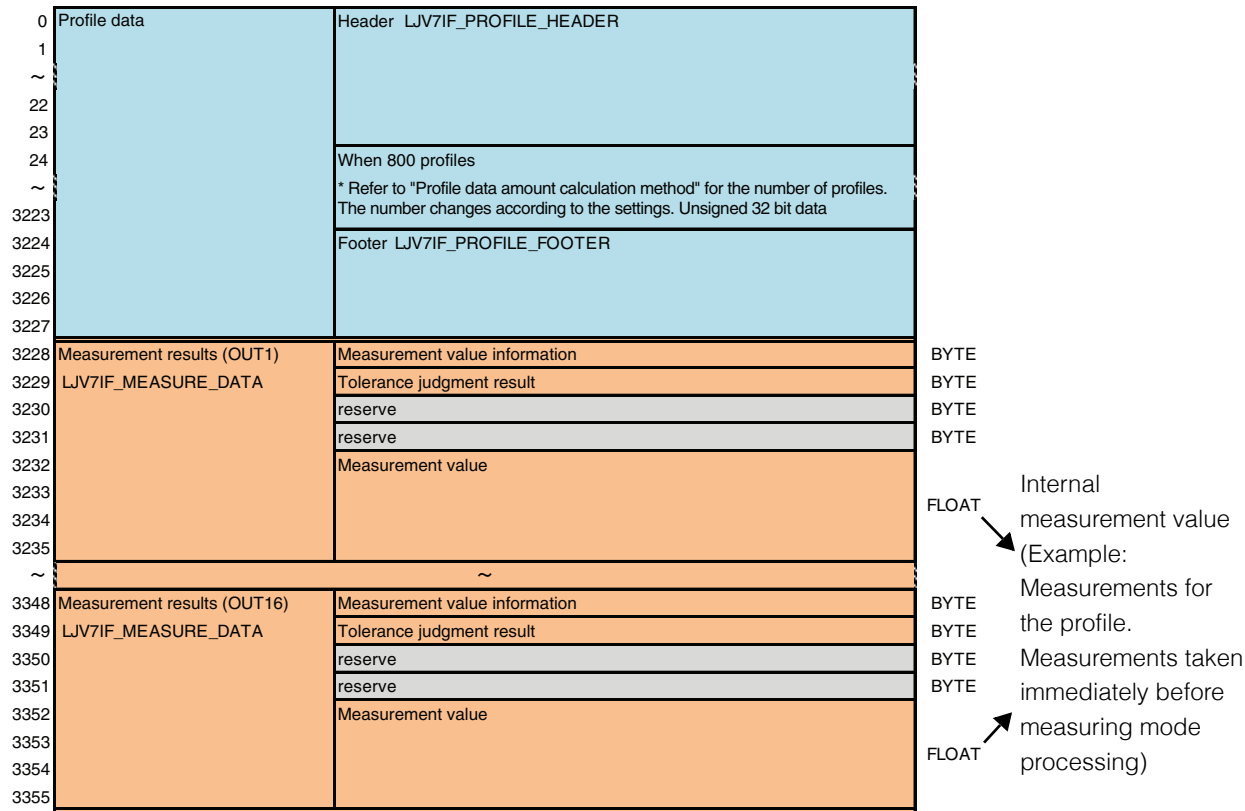 0 Profile data Header LJV7IF_PROFILE_HEADER
1
~
22
23
24 When 800 profiles
~ * Refer to "Profile data amount calculation method" for the number of profiles.
3223 The number changes according to the settings. Unsigned 32 bit data
3224 Footer LJV7IF_PROFILE_FOOTER
3225
3226
3227
3228 Measurement results (OUT1) Measurement value information BYTE
3229 LJV7IF_MEASURE_DATA Tolerance judgment result BYTE
3230 reserve BYTE
3231 reserve BYTE
3232 Measurement value
3233
3234 FLOAT
3235
~ ~
3348 Measurement results (OUT16) Measurement value information BYTE
3349 LJV7IF_MEASURE_DATA Tolerance judgment result BYTE
3350 reserve BYTE
3351 reserve BYTE
3352 Measurement value
3353
3354 FLOAT
3355
Internal
measurement value
(Example:
Measurements for
the profile.
Measurements taken
immediately before
measuring mode
processing)